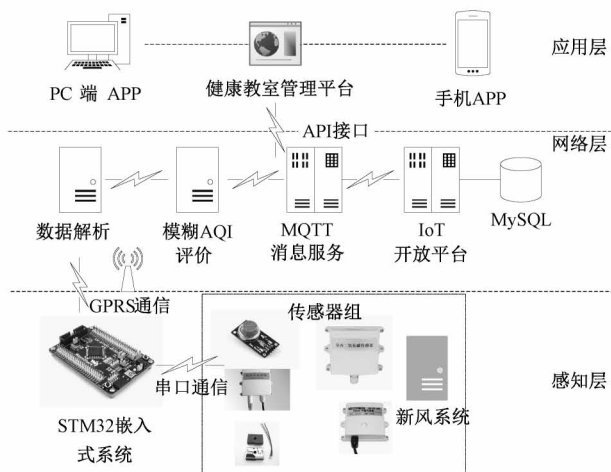 PC 端 APP
健康教室管理平台
手机APP
应用层
API接口
网络层
数据解析
模糊AQI
评价
MQTT
消息服务
IoT
开放平台
MySQL
GPRS通信
传感器组
串口通信
STM32嵌入
式系统
新风系统
感知层